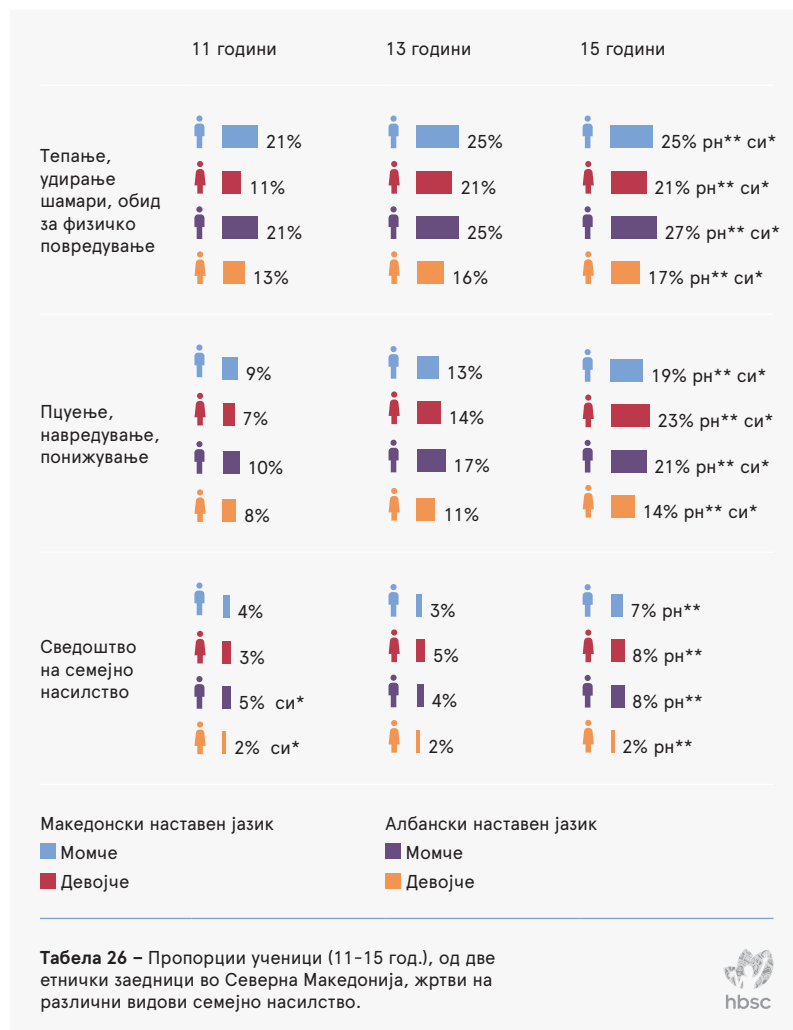 11 години 13 години 15 години
Тепање,
удирање
шамари, обид
за физичко
повредување
21% 25% 25% рн** си*
11% 21% 21% рн** си*
21% 25% 27% рн** си*
13% 16% 17% рн** си*
Пцуење,
навредување,
понижување
9% 13% 19% рн** си*
7% 14% 23% рн** си*
10% 17% 21% рн** си*
8% 11% 14% рн** си*
Сведоштво
на семејно
насилство
4% 3% 7% рн**
3% 5% 8% рн**
5% си* 4% 8% рн**
2% си* 2% 2% рн**
Македонски наставен јазик
Момче
Девојче
Албански наставен јазик
Момче
Девојче
Табела 26 – Пропорции ученици (11-15 год.), од две
етнички заедници во Северна Македонија, жртви на
различни видови семејно насилство.
hbsc